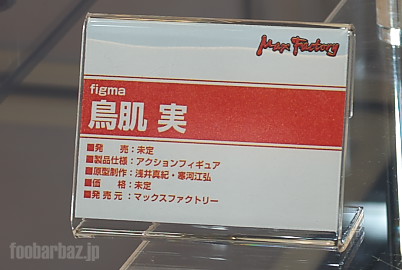 Max Factory
figma
鳥肌 実
■発　売：未定
■製品仕様：アクションフィギュア
■原型制作：浅井真紀・寒河江弘
■価　格：未定
■発売元：マックスファクトリー
foobarbaz.jp